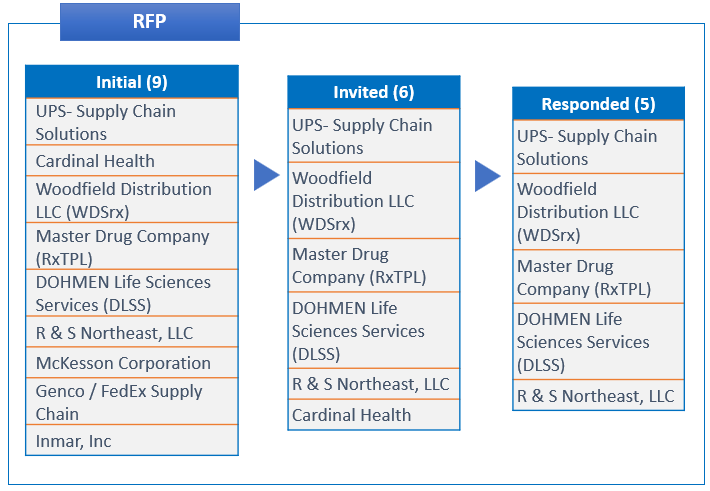 RFP
Initial (9)
UPS- Supply Chain
Solutions
Cardinal Health
Woodfield Distribution
LLC (WDSrx)
Master Drug Company
(RxTPL)
DOHMEN Life Sciences
Services (DLSS)
R & S Northeast, LLC
McKesson Corporation
Genco / FedEx Supply
Chain
Inmar, Inc
Invited (6)
UPS- Supply Chain
Solutions
Woodfield
Distribution LLC
(WDSrx)
Master Drug
Company (RxTPL)
DOHMEN Life
Sciences Services
(DLSS)
R & S Northeast, LLC
Cardinal Health
Responded (5)
UPS- Supply Chain
Solutions
Woodfield
Distribution LLC
(WDSrx)
Master Drug
Company (RxTPL)
DOHMEN Life
Sciences Services
(DLSS)
R & S Northeast, LLC